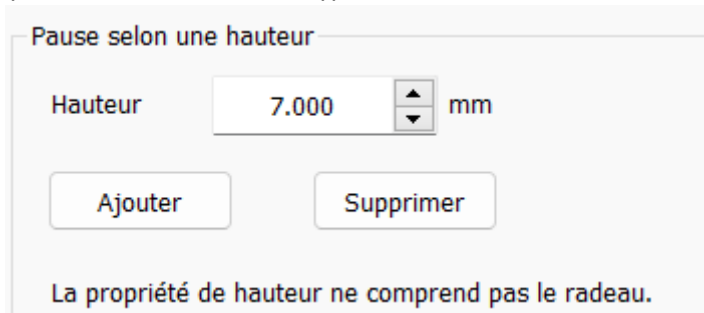 Pause selon une hauteur
Hauteur 7.000 mm
Ajouter Supprimer
La propriété de hauteur ne comprend pas le radeau.